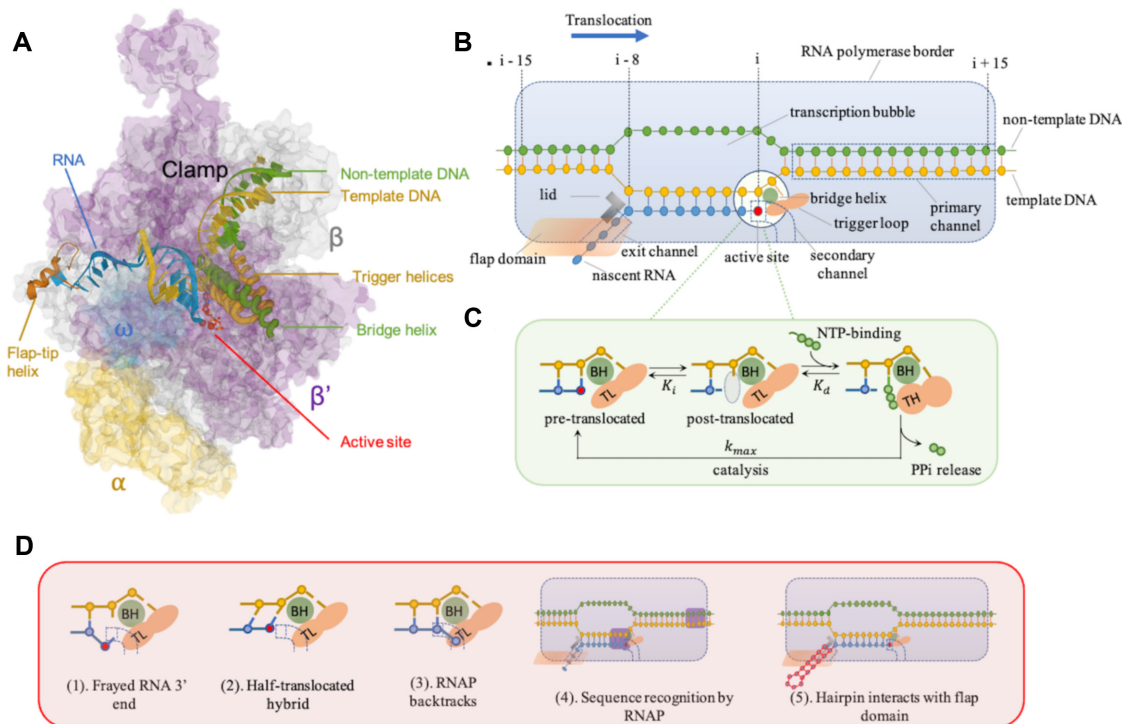 A
RNA
Clamp
Non-template DNA
Template DNA
β
Trigger helices
Bridge helix
ω
Flap-tip
helix
β’
Active site
α
B
Translocation
RNA polymerase border
i - 15
i - 8
i
i + 15
transcription bubble
non-template DNA
template DNA
lid
bridge helix
trigger loop
primary
channel
flap domain
exit channel
active site
secondary
channel
nascent RNA
C
NTP-binding
BH
TL
K_i
BH
TL
K_d
BH
TH
pre-translocated
post-translocated
k_max
catalysis
PPi release
D
BH
TL
BH
TL
BH
TL
(1). Frayed RNA 3’
end
(2). Half-translocated
hybrid
(3). RNAP
backtracks
(4). Sequence recognition by
RNAP
(5). Hairpin interacts with flap
domain